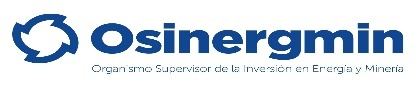 Osinergmin
Organismo Supervisor de la Inversión en Energía y Minería